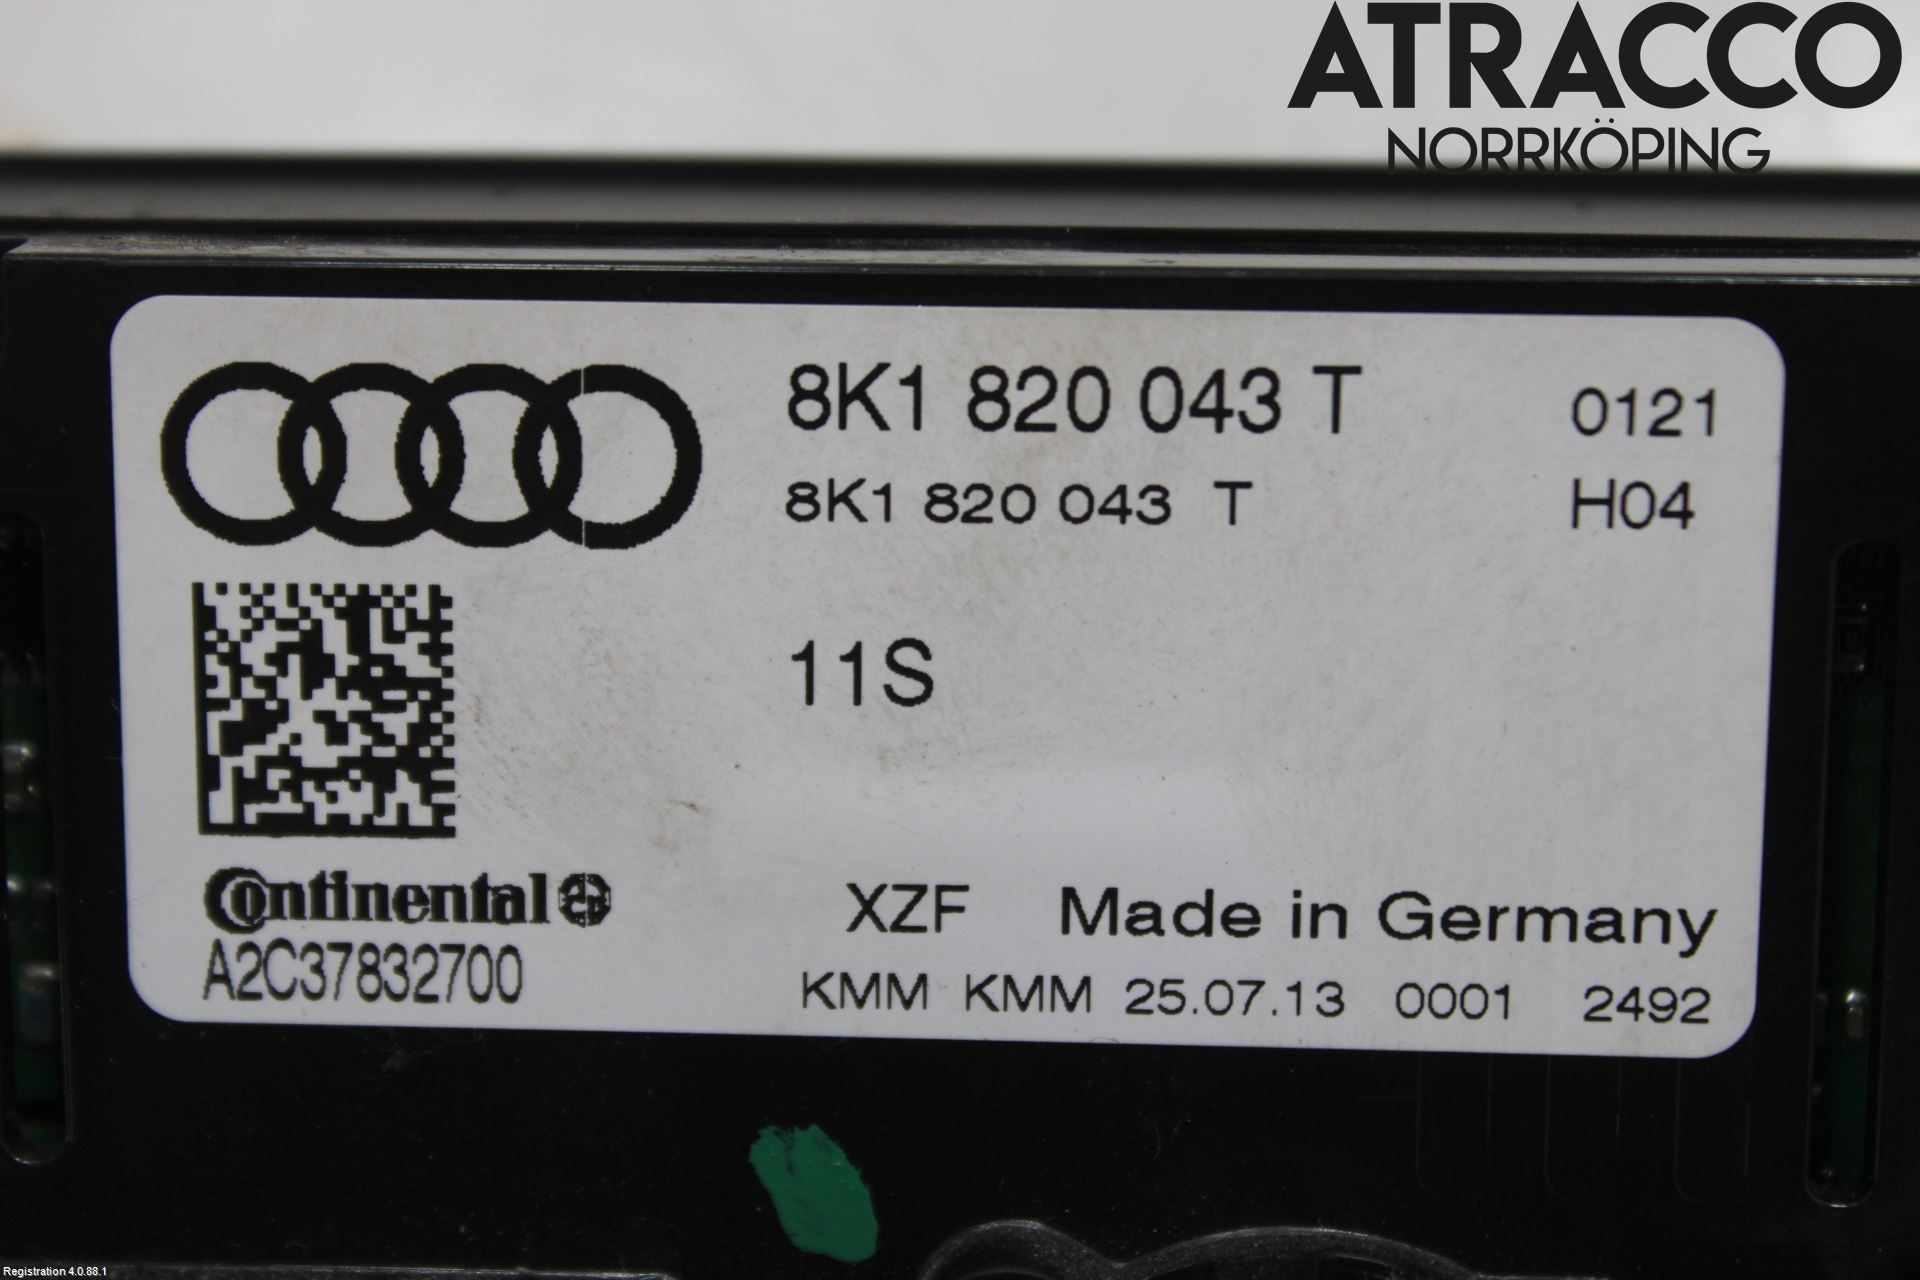 ATRACCO
NORRKÖPING
8K1 820 043 T 0121
8K1 820 043 T H04
11S
Continental
A2C37832700
XZF Made in Germany
KMM KMM 25.07.13 0001 2492
Registration 4.0.88.1